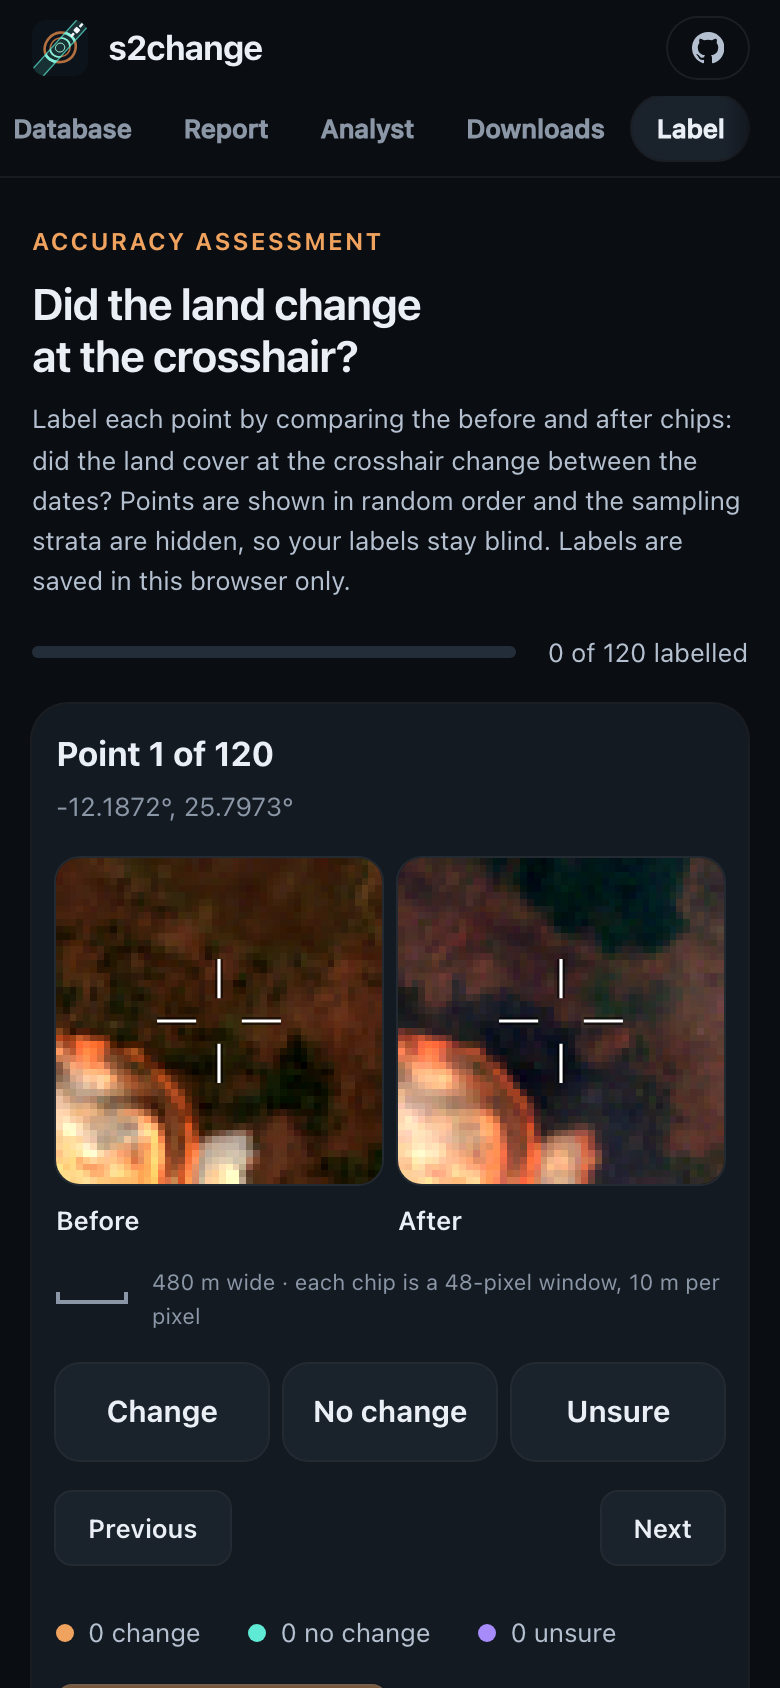 s2change
Database Report Analyst Downloads Label
ACCURACY ASSESSMENT
Did the land change
at the crosshair?
Label each point by comparing the before and after chips:
did the land cover at the crosshair change between the
dates? Points are shown in random order and the sampling
strata are hidden, so your labels stay blind. Labels are
saved in this browser only.
0 of 120 labelled
Point 1 of 120
-12.1872°, 25.7973°
Before After
480 m wide · each chip is a 48-pixel window, 10 m per
pixel
Change No change Unsure
Previous Next
0 change 0 no change 0 unsure